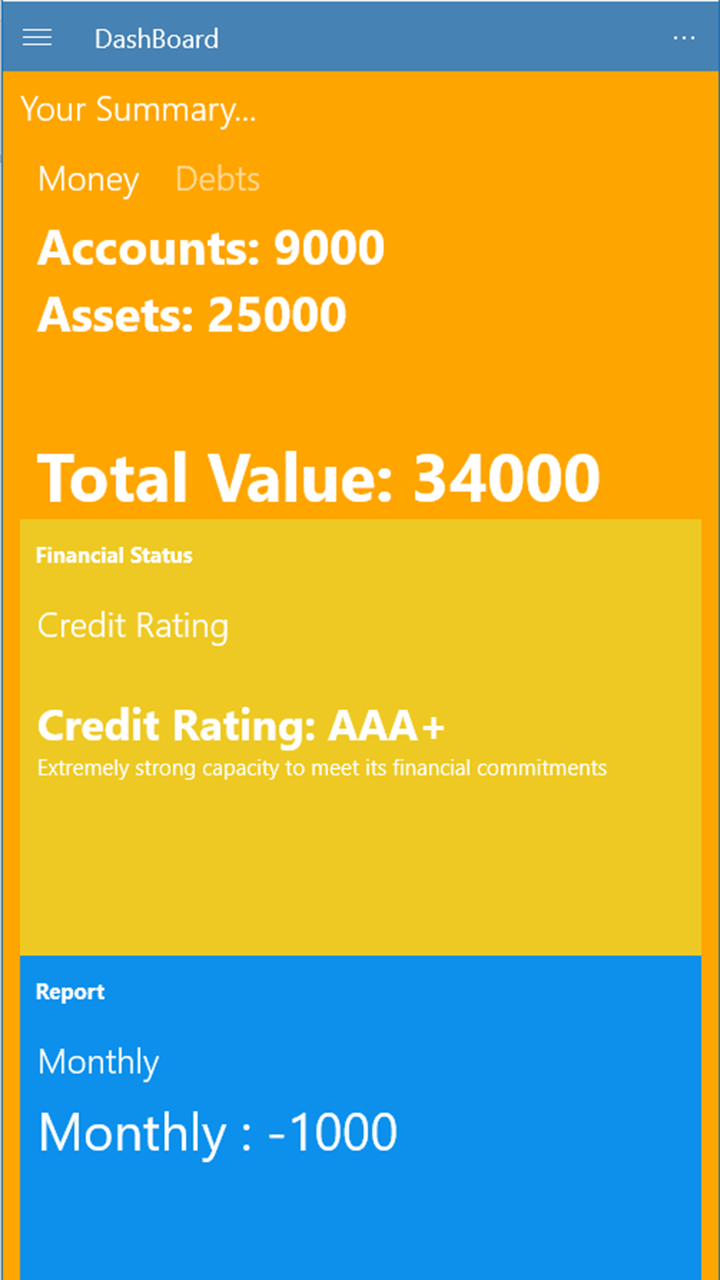 DashBoard
Your Summary...
Money Debts
Accounts: 9000
Assets: 25000
Total Value: 34000
Financial Status
Credit Rating
Credit Rating: AAA+
Extremely strong capacity to meet its financial commitments
Report
Monthly
Monthly : -1000